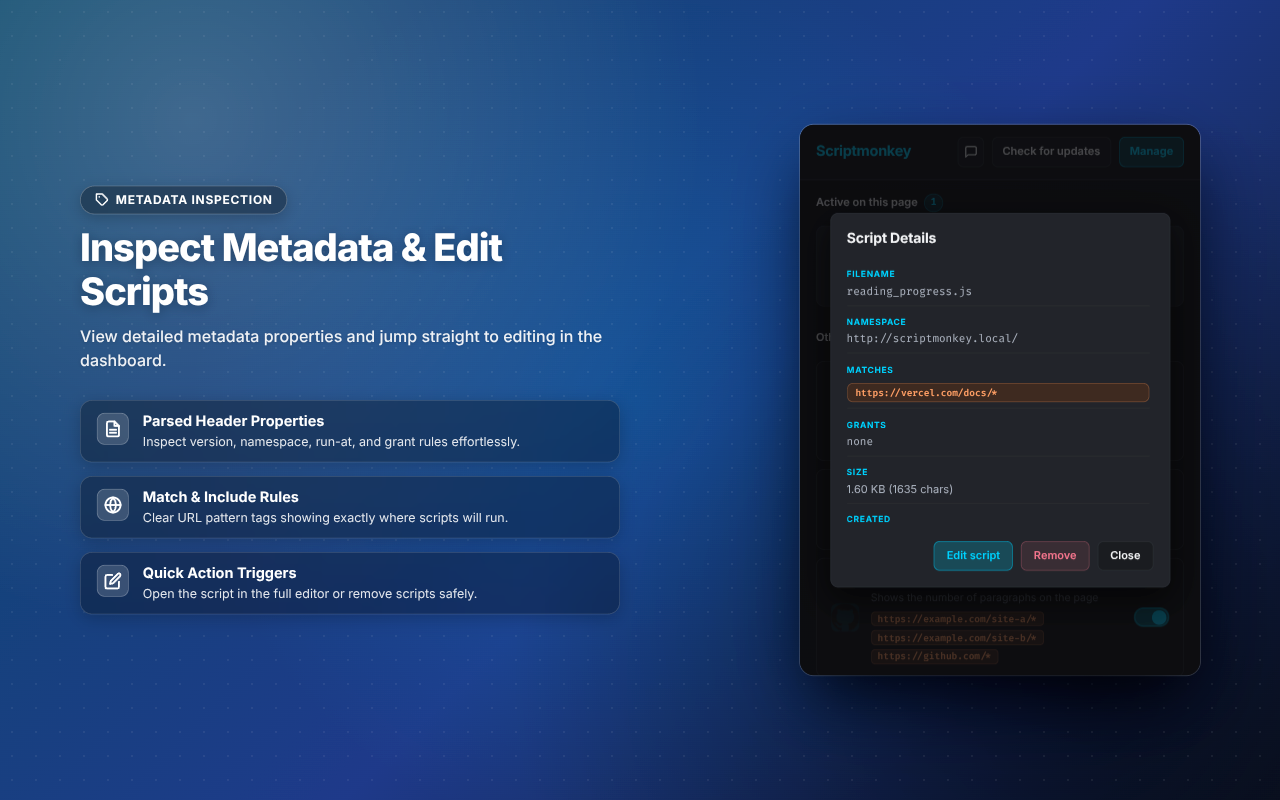 METADATA INSPECTION
Inspect Metadata & Edit
Scripts
View detailed metadata properties and jump straight to editing in the
dashboard.
Parsed Header Properties
Inspect version, namespace, run-at, and grant rules effortlessly.
Match & Include Rules
Clear URL pattern tags showing exactly where scripts will run.
Quick Action Triggers
Open the script in the full editor or remove scripts safely.
Scriptmonkey
Check for updates
Manage
Active on this page 1
Script Details
FILENAME
reading_progress.js
NAMESPACE
http://scriptmonkey.local/
MATCHES
https://vercel.com/docs/*
GRANTS
none
SIZE
1.60 KB (1635 chars)
CREATED
Edit script
Remove
Close
Shows the number of paragraphs on the page
https://example.com/site-a/*
https://example.com/site-b/*
https://github.com/*